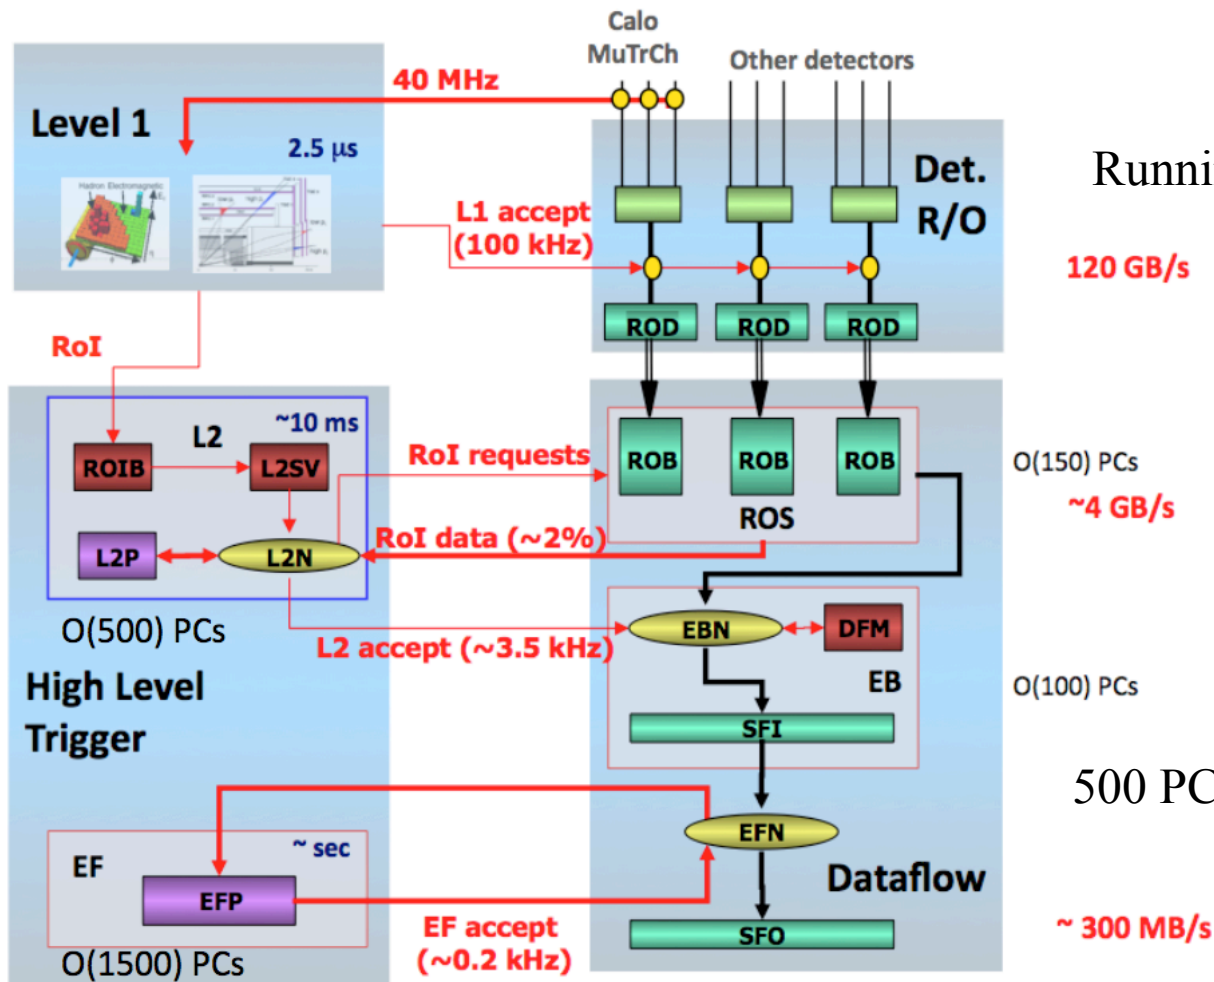 Calo
MuTrCh
Other detectors
40 MHz
Level 1
2.5 μs
Hadron Electromagnetic
Det.
R/O
Runni
L1 accept
(100 kHz)
120 GB/s
ROD
ROD
ROD
RoI
~10 ms
L2
ROIB
L2SV
RoI requests
ROB
ROB
ROB
O(150) PCs
~4 GB/s
ROS
RoI data (~2%)
L2P
L2N
O(500) PCs
L2 accept (~3.5 kHz)
EBN
DFM
EB
O(100) PCs
High Level
Trigger
SFI
500 PC
EFN
~ sec
EF
EFP
Dataflow
EF accept
(~0.2 kHz)
SFO
~ 300 MB/s
O(1500) PCs